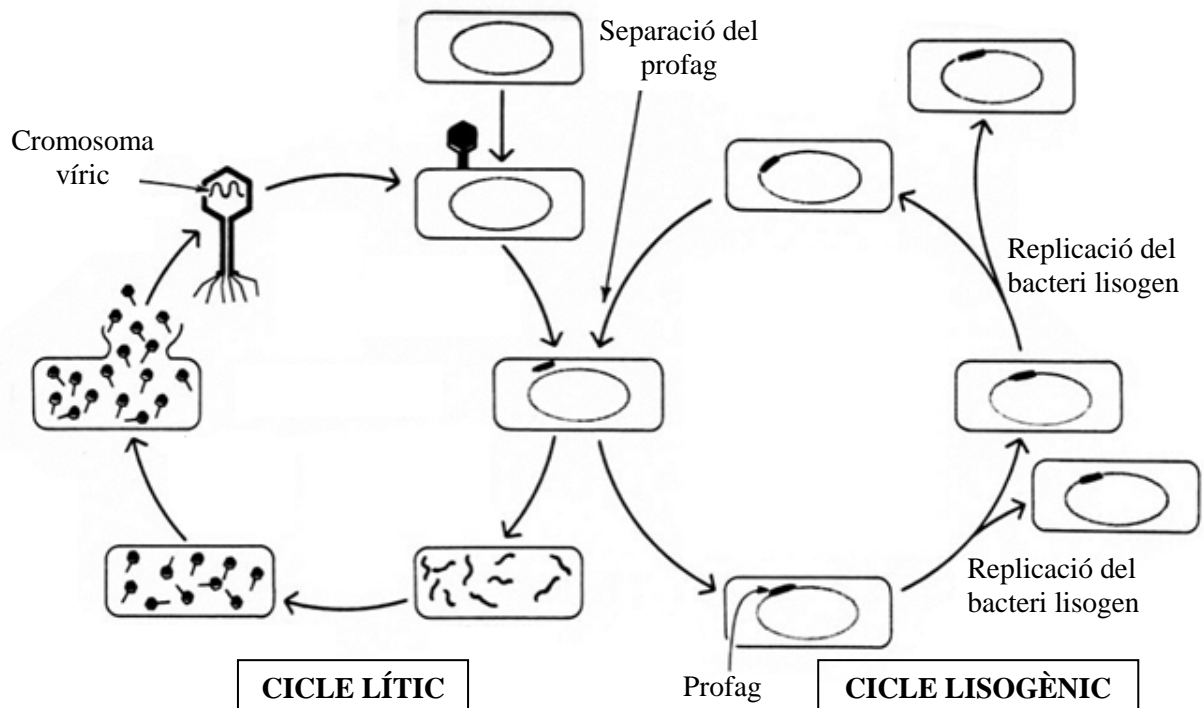 Separació del
profag
Cromosoma
víric
Replicació del
bacteri lisogen
Replicació del
bacteri lisogen
Profag
CICLE LÍTIC
CICLE LISOGÈNIC